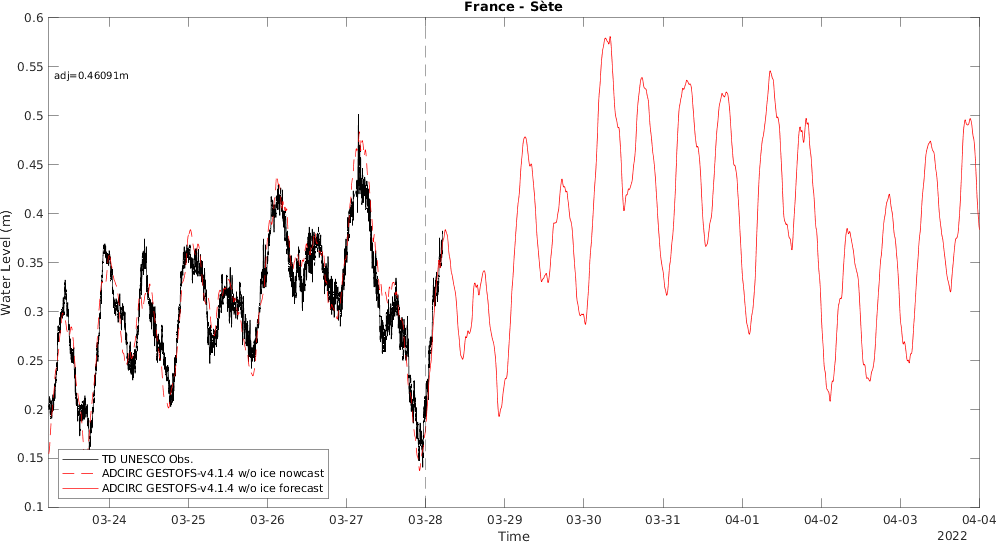 France - Sète
0.6
0.55
adj=0.46091m
0.5
0.45
0.4
0.35
0.3
0.25
0.2
0.15
0.1
Water Level (m)
TD UNESCO Obs.
ADCIRC GESTOFS-v4.1.4 w/o ice nowcast
ADCIRC GESTOFS-v4.1.4 w/o ice forecast
03-24 03-25 03-26 03-27 03-28 03-29 03-30 03-31 04-01 04-02 04-03 04-04
Time
2022